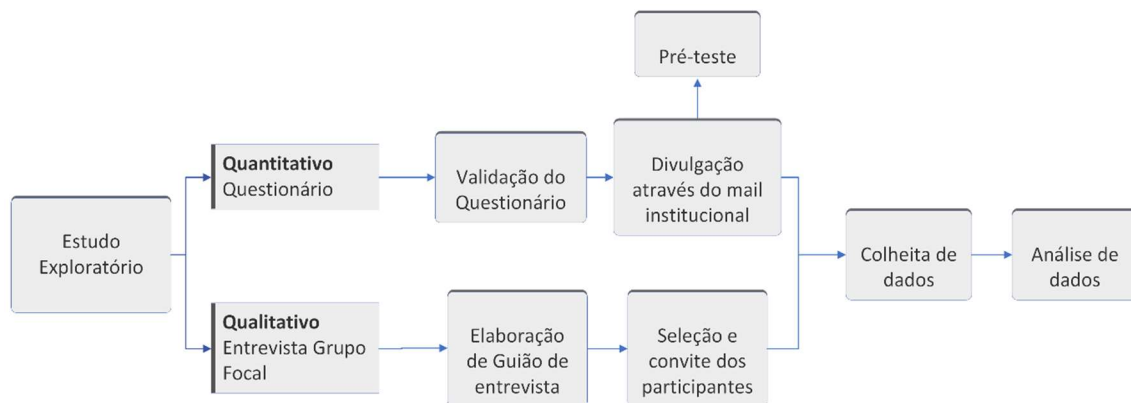 Pré-teste
Quantitativo
Questionário
Validação do
Questionário
Divulgação
através do mail
institucional
Estudo
Exploratório
Colheita de
dados
Análise de
dados
Qualitativo
Entrevista Grupo
Focal
Elaboração
de Guião de
entrevista
Seleção e
convite dos
participantes